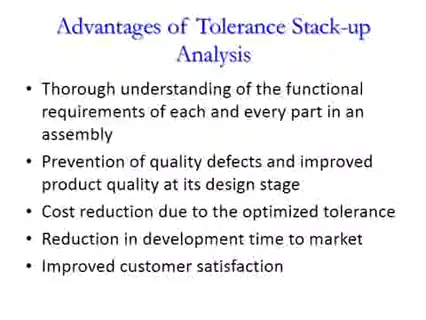 Advantages of Tolerance Stack-up
Analysis
• Thorough understanding of the functional
requirements of each and every part in an
assembly
• Prevention of quality defects and improved
product quality at its design stage
• Cost reduction due to the optimized tolerance
• Reduction in development time to market
• Improved customer satisfaction